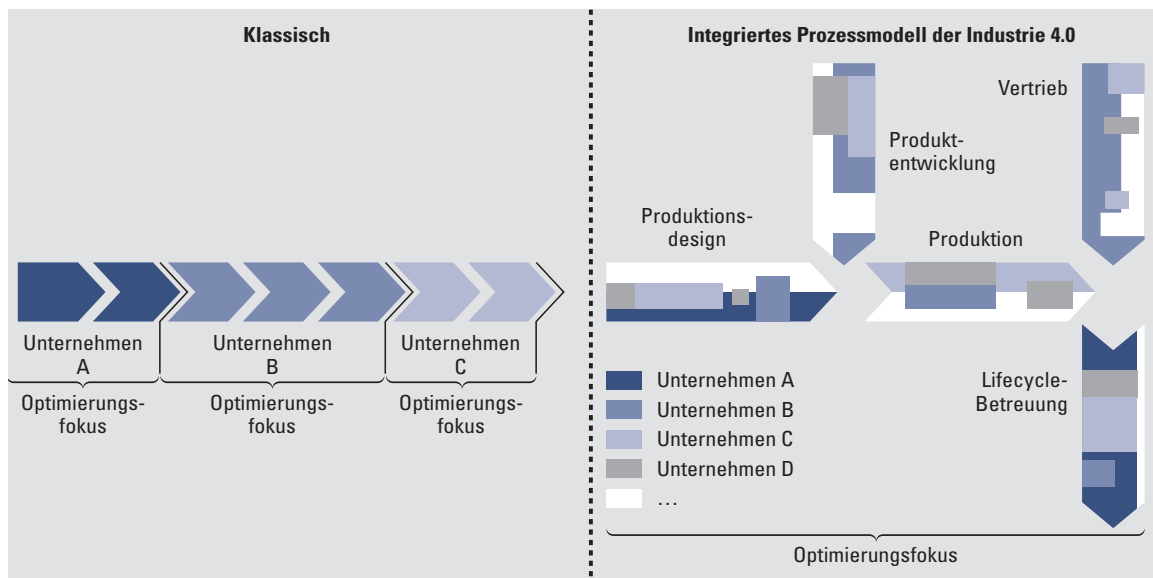 Klassisch
Unternehmen
A
Unternehmen
B
Unternehmen
C
Optimierungs-
fokus
Optimierungs-
fokus
Optimierungs-
fokus
Integriertes Prozessmodell der Industrie 4.0
Vertrieb
Produkt-
entwicklung
Produktions-
design
Produktion
Unternehmen A
Unternehmen B
Unternehmen C
Unternehmen D
...
Lifecycle-
Betreuung
Optimierungsfokus